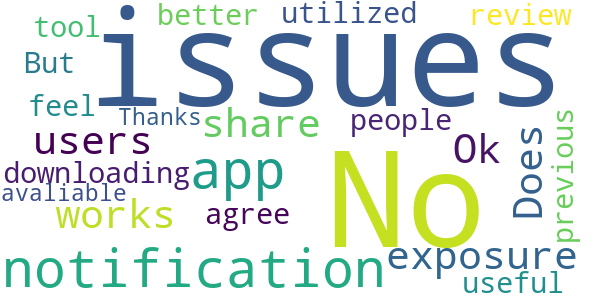 better utilized review
tool issues
But
feel Thanks share people previous
users Ok Does
downloading app No
avaliable
works agree
notification exposure
useful